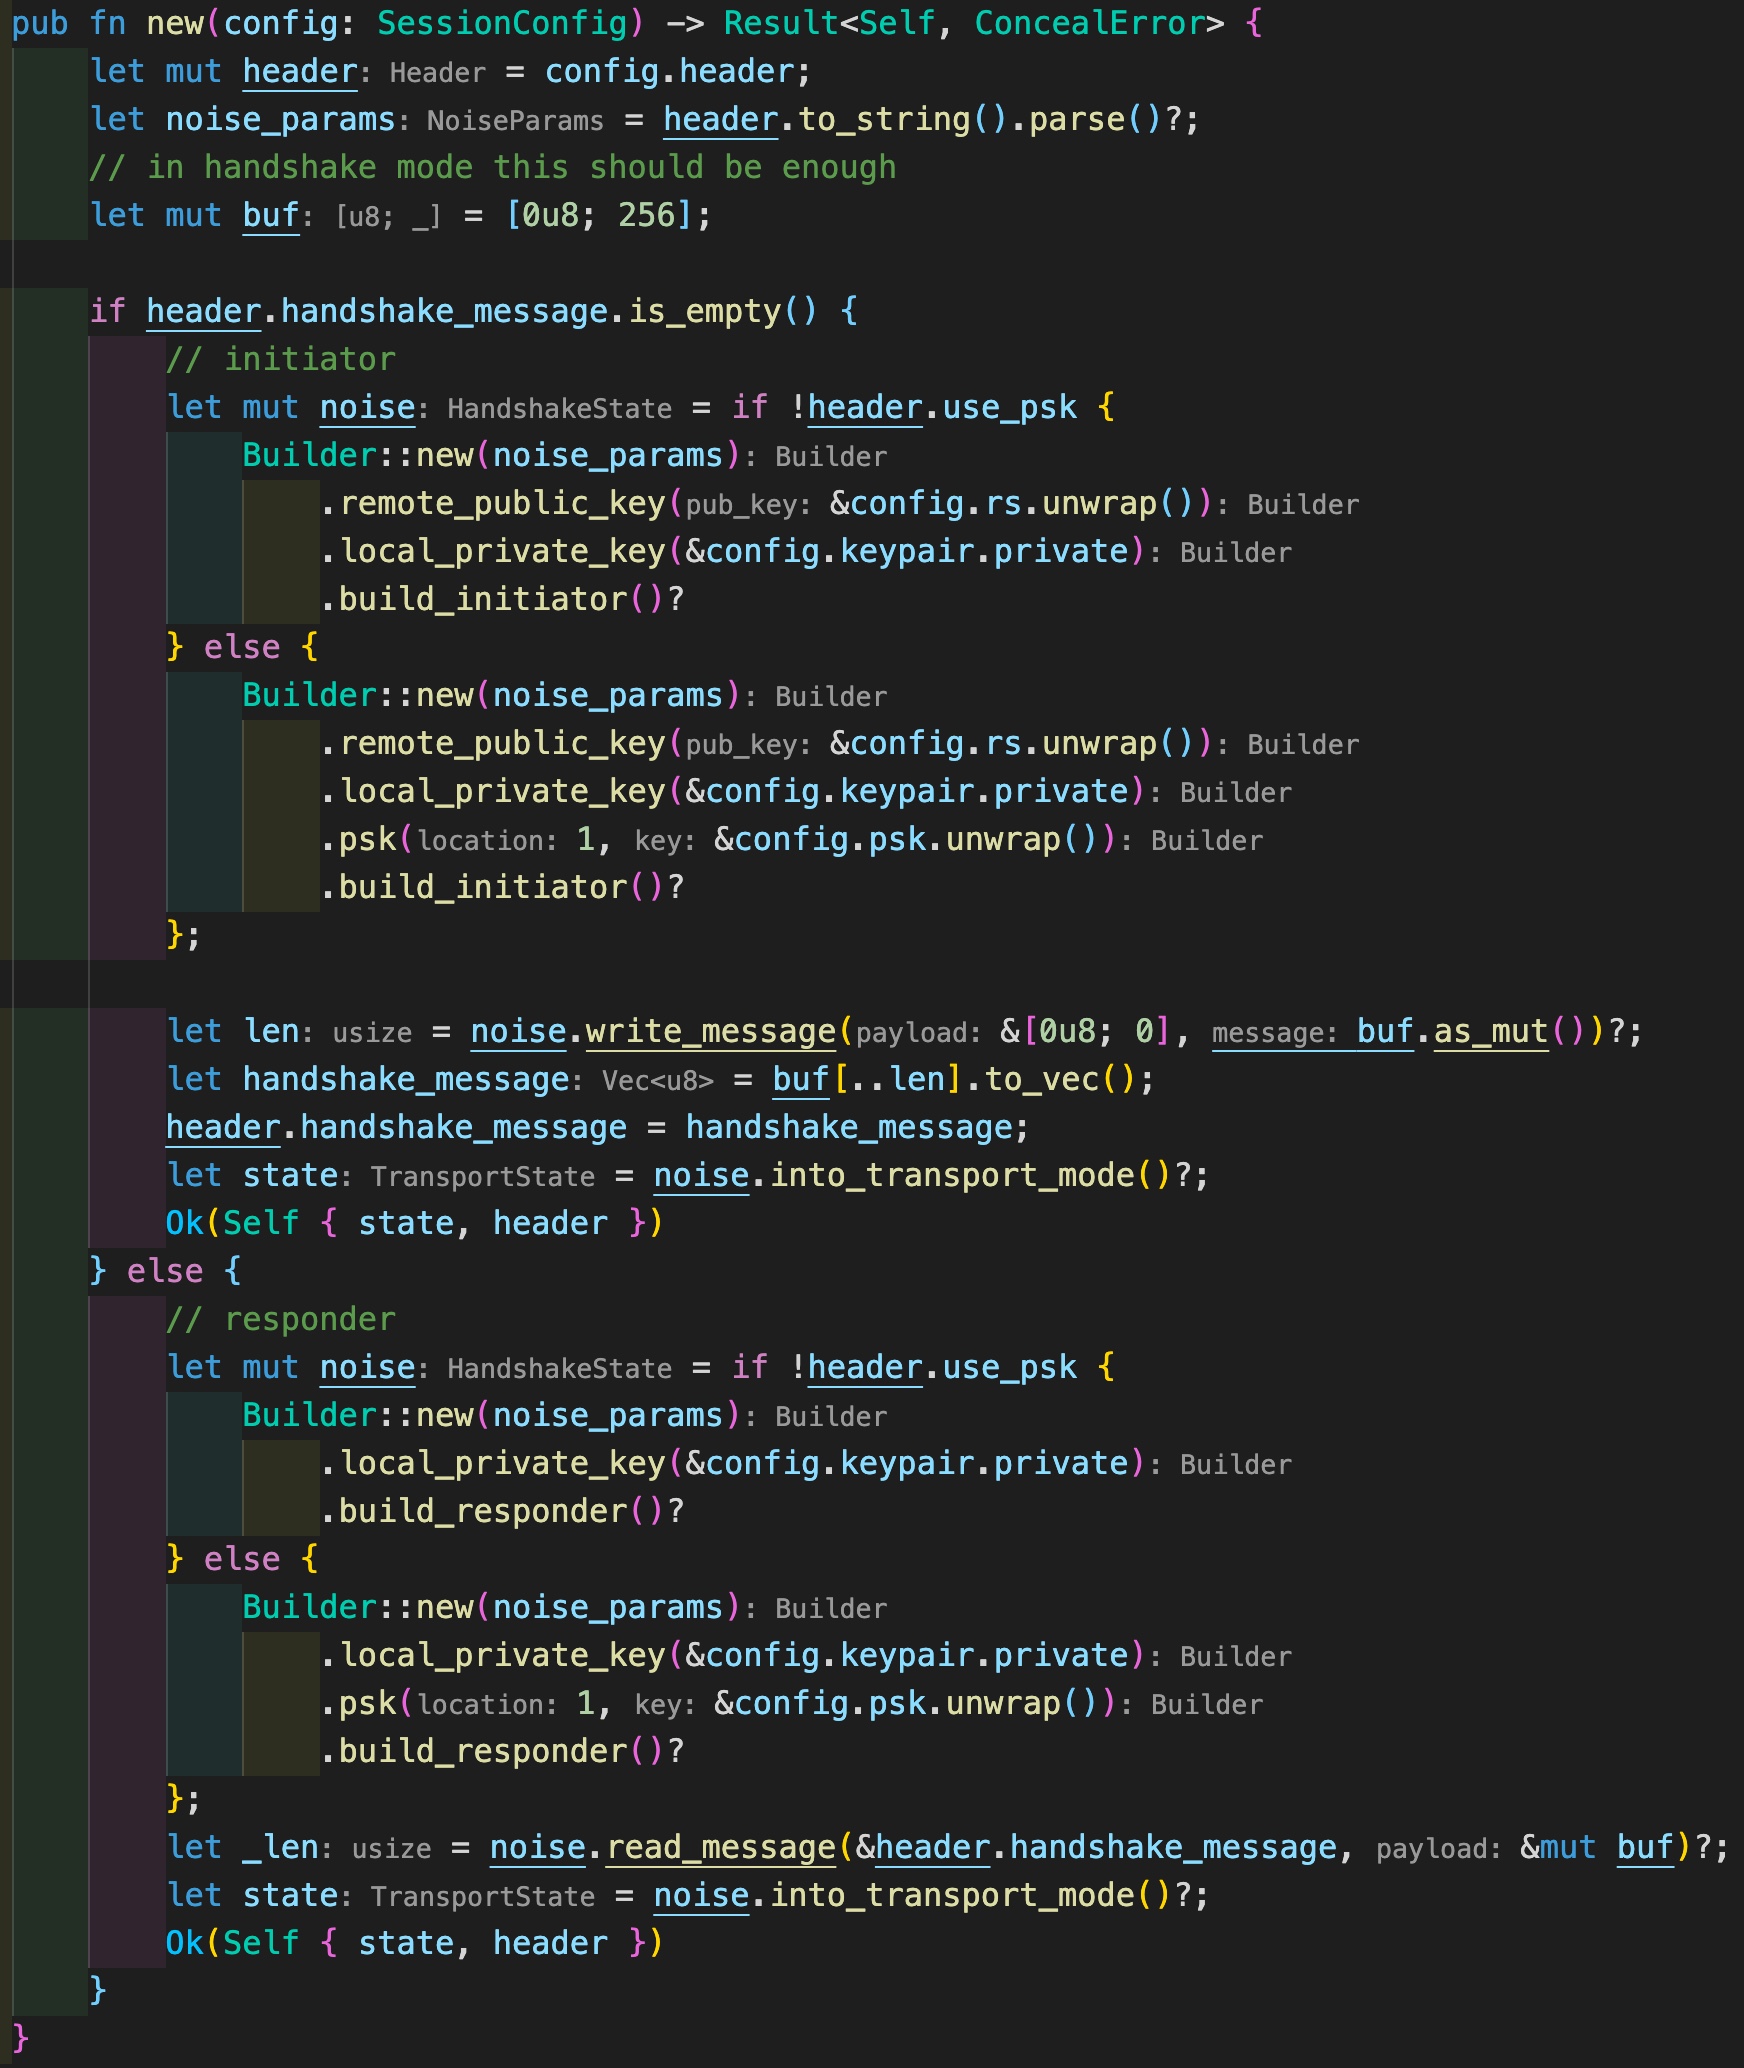 pub fn new(config: SessionConfig) -> Result<Self, ConcealError> {
    let mut header: Header = config.header;
    let noise_params: NoiseParams = header.to_string().parse()?;
    // in handshake mode this should be enough
    let mut buf: [u8; _] = [0u8; 256];

    if header.handshake_message.is_empty() {
        // initiator
        let mut noise: HandshakeState = if !header.use_psk {
            Builder::new(noise_params): Builder
                .remote_public_key(pub_key: &config.rs.unwrap()): Builder
                .local_private_key(&config.keypair.private): Builder
                .build_initiator()?
        } else {
            Builder::new(noise_params): Builder
                .remote_public_key(pub_key: &config.rs.unwrap()): Builder
                .local_private_key(&config.keypair.private): Builder
                .psk(location: 1, key: &config.psk.unwrap()): Builder
                .build_initiator()?
        };

        let len: usize = noise.write_message(payload: &[0u8; 0], message: buf.as_mut())?;
        let handshake_message: Vec<u8> = buf[..len].to_vec();
        header.handshake_message = handshake_message;
        let state: TransportState = noise.into_transport_mode()?;
        Ok(Self { state, header })
    } else {
        // responder
        let mut noise: HandshakeState = if !header.use_psk {
            Builder::new(noise_params): Builder
                .local_private_key(&config.keypair.private): Builder
                .build_responder()?
        } else {
            Builder::new(noise_params): Builder
                .local_private_key(&config.keypair.private): Builder
                .psk(location: 1, key: &config.psk.unwrap()): Builder
                .build_responder()?
        };
        let _len: usize = noise.read_message(&header.handshake_message, payload: &mut buf)?;
        let state: TransportState = noise.into_transport_mode()?;
        Ok(Self { state, header })
    }
}